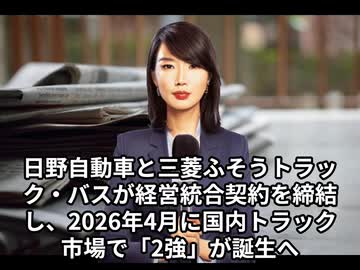 日野自動車と三菱ふそうトラッ
ク・バスが経営統合契約を締結
し、2026年4月に国内トラック
市場で「2強」が誕生へ